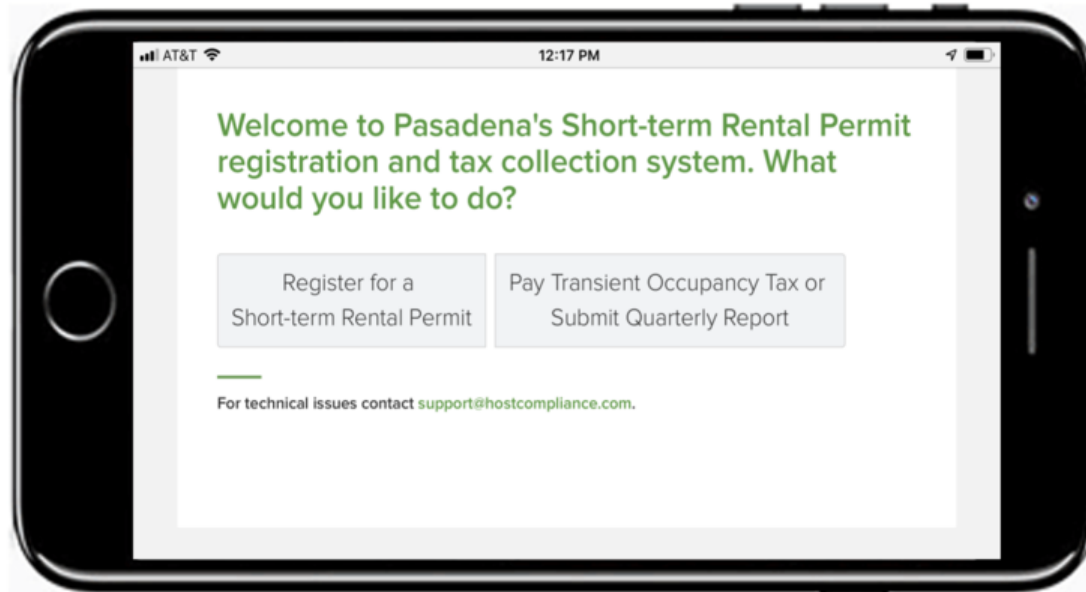 AT&T 12:17 PM
Welcome to Pasadena's Short-term Rental Permit
registration and tax collection system. What
would you like to do?
Register for a
Short-term Rental Permit
Pay Transient Occupancy Tax or
Submit Quarterly Report
For technical issues contact support@hostcompliance.com.